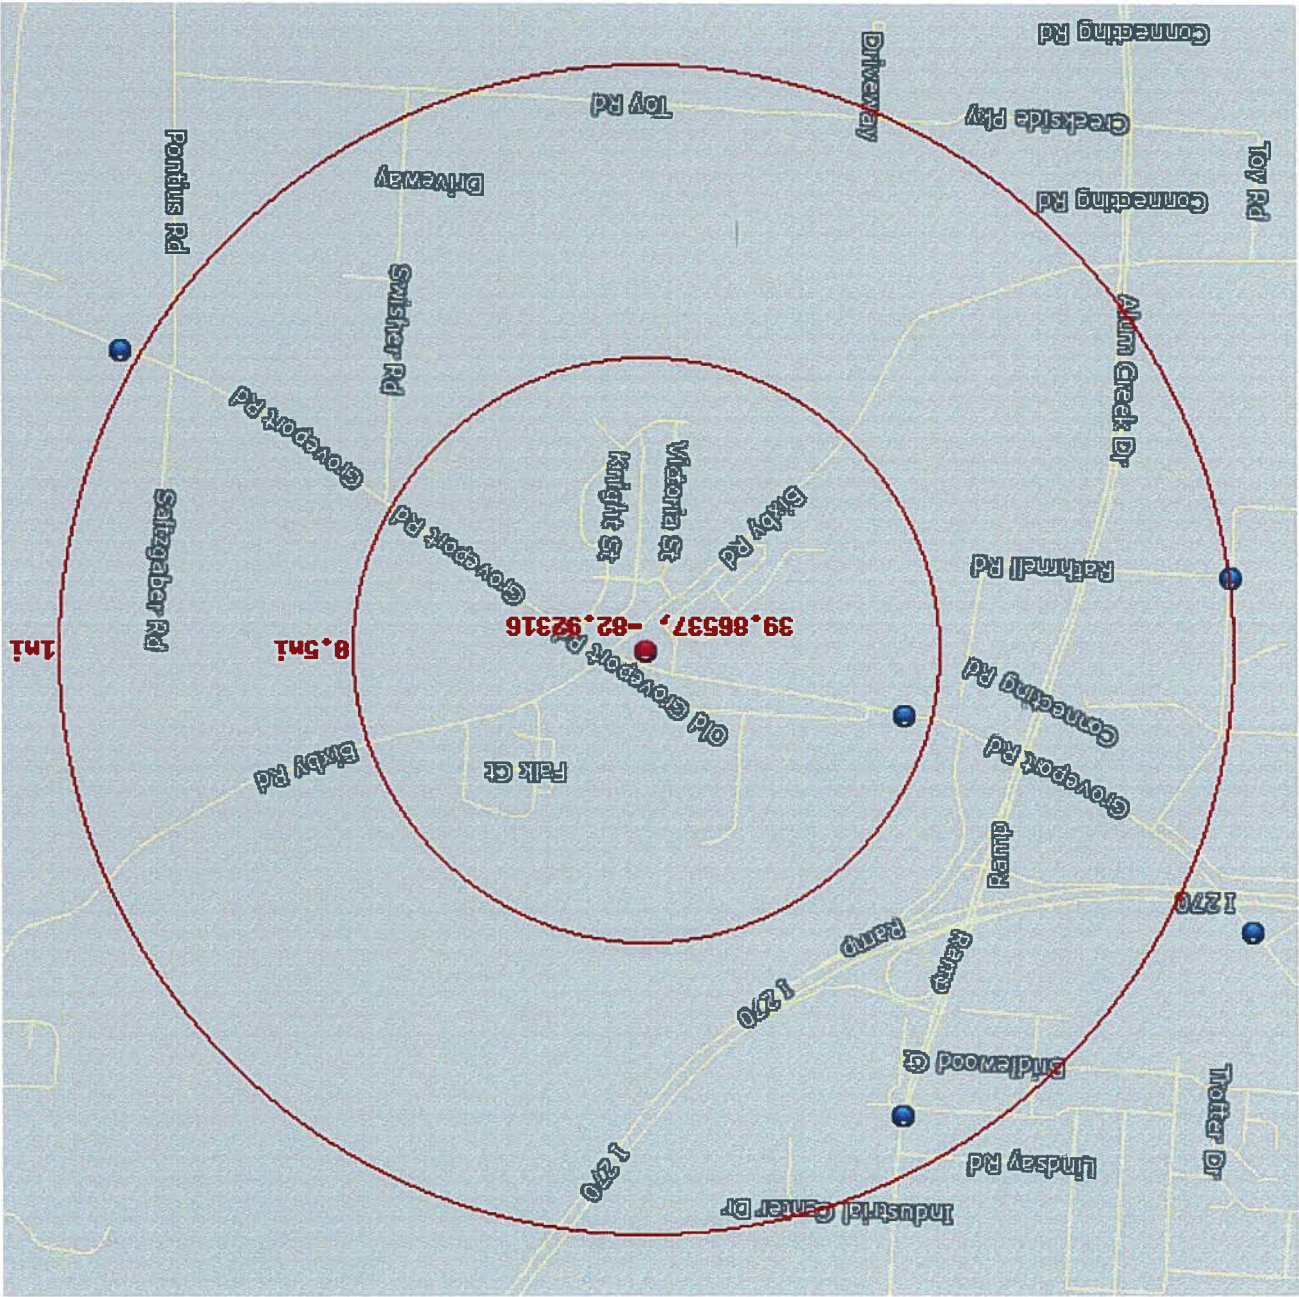 Industrial Center Dr
I 270
Lindsay Rd
Trotter Dr
Bridlewood Ct
I 270
Ramp
Ramp
I 270
Ramp
Groveport Rd
Falk Ct
Bixby Rd
Connecting Rd
Old Groveport Rd
0.5mi
1mi
39.86537, -82.92316
Rathmell Rd
Saltzgaber Rd
Groveport Rd
Bixby Rd
Victoria St
Knight St
Groveport Rd
Alum Creek Dr
Swisher Rd
Connecting Rd
Pontius Rd
Toy Rd
Driveway
Creekside Pky
Toy Rd
Driveway
Connecting Rd